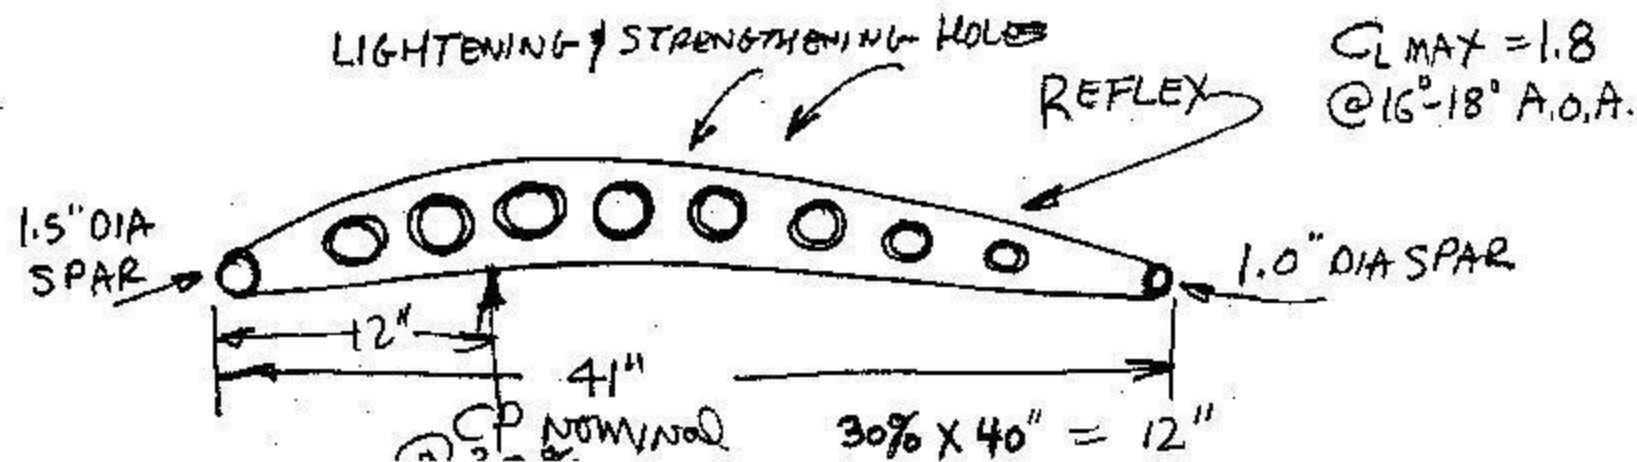 LIGHTENING & STRENGTHENING HOLES
CL MAX = 1.8
@ 16°-18° A.O.A.
REFLEX
1.5" DIA
SPAR
1.0" DIA SPAR
12"
41"
CP NOMINAL
30% X 40" = 12"